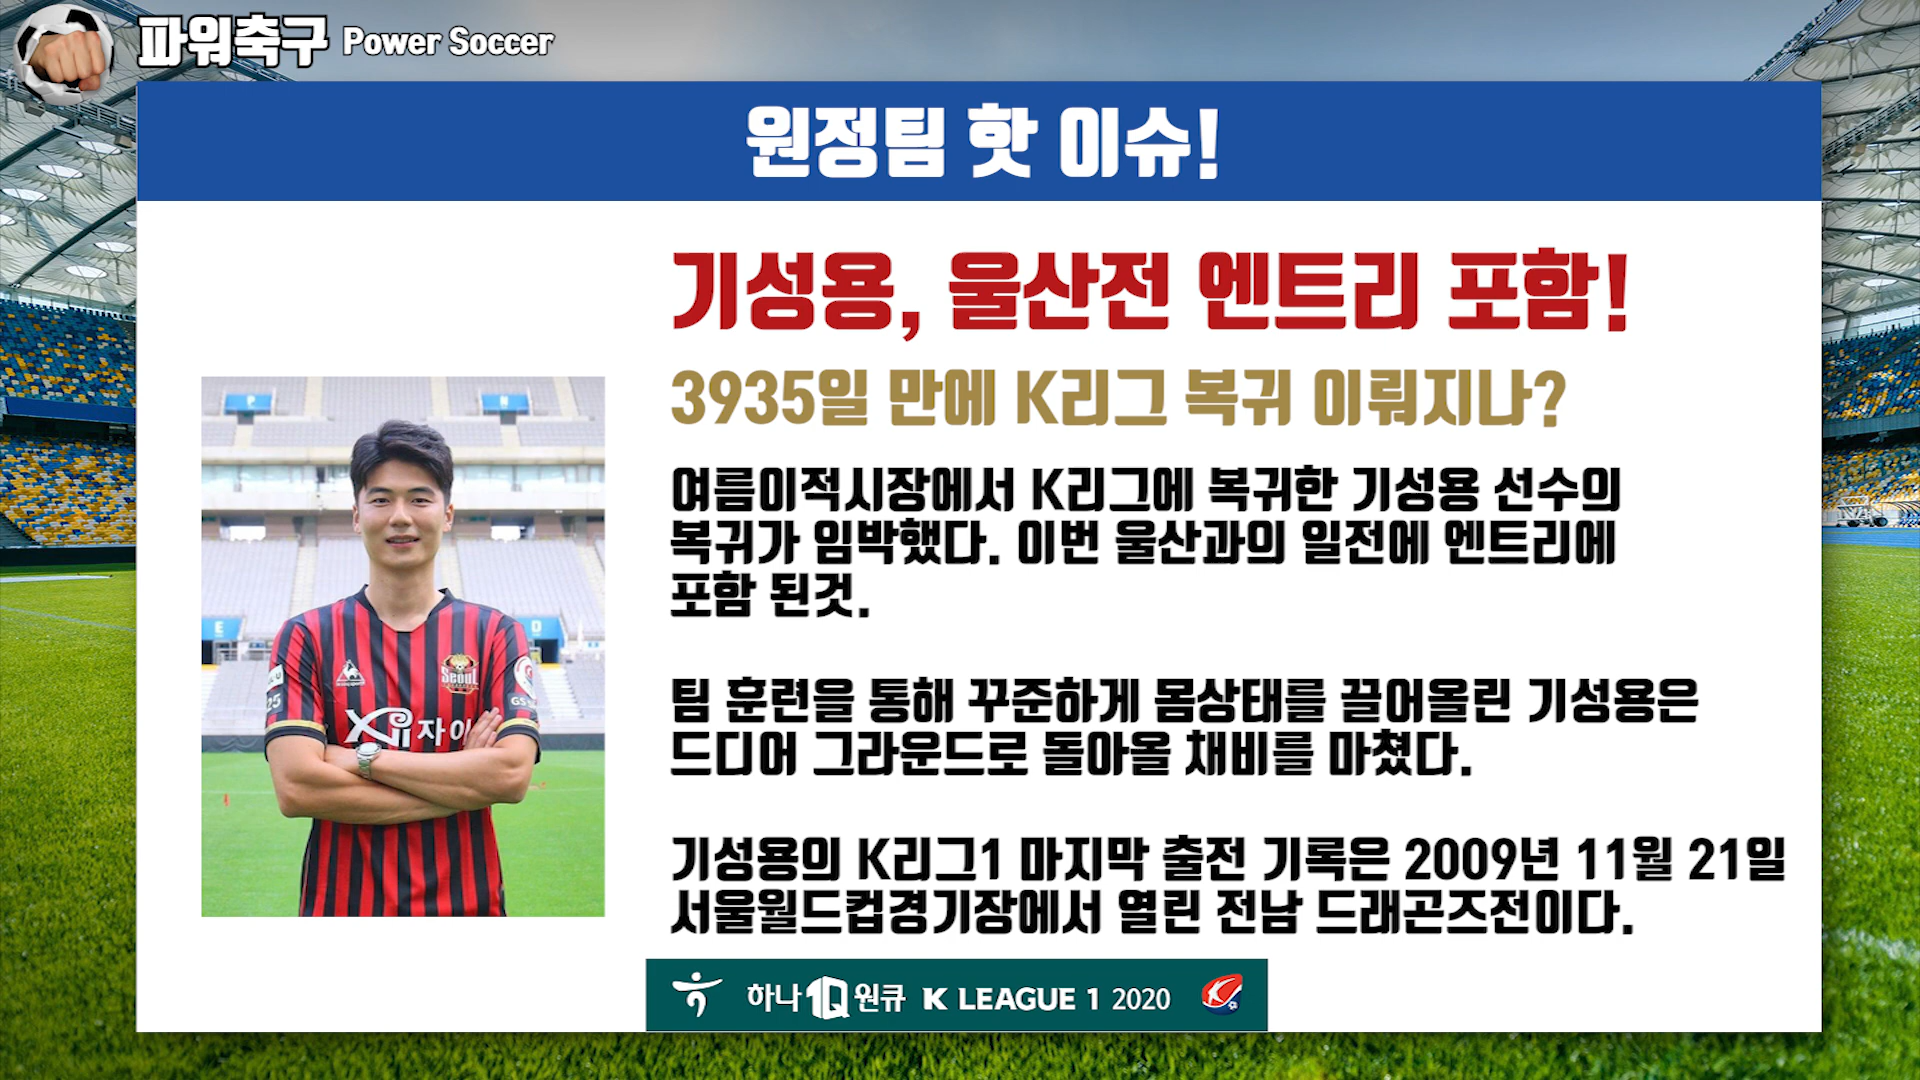 파워축구 Power Soccer
원정팀 핫 이슈!
기성용, 울산전 엔트리 포함!
3935일 만에 K리그 복귀 이뤄지나?
여름이적시장에서 K리그에 복귀한 기성용 선수의
복귀가 임박했다. 이번 울산과의 일전에 엔트리에
포함 된것.
팀 훈련을 통해 꾸준하게 몸상태를 끌어올린 기성용은
드디어 그라운드로 돌아올 채비를 마쳤다.
기성용의 K리그1 마지막 출전 기록은 2009년 11월 21일
서울월드컵경기장에서 열린 전남 드래곤즈전이다.
P
N
E
D
Seoul
Xi 자이
하나 1Q 원큐 K LEAGUE 1 2020